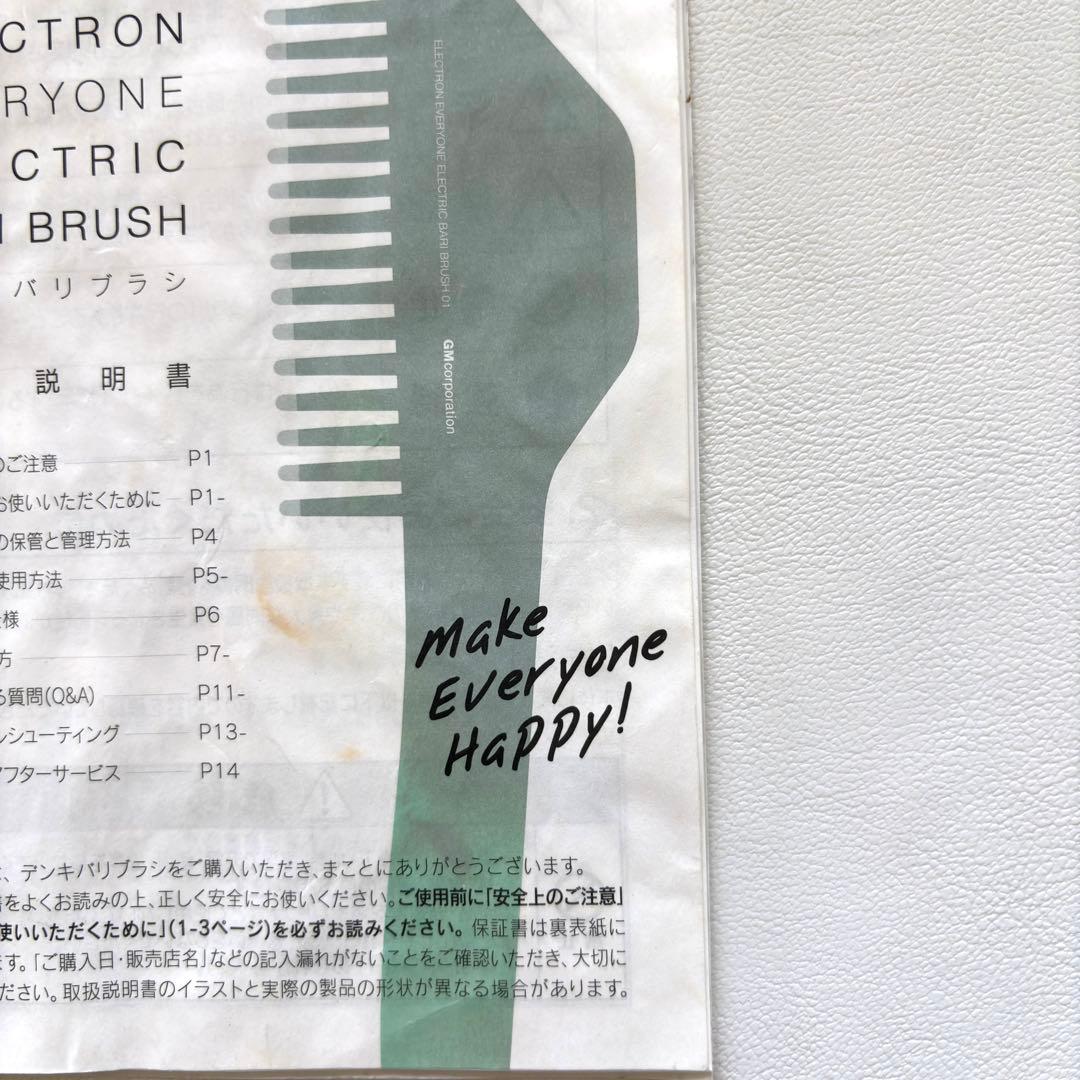 CTRON
RYONE
CTRIC
BRUSH
バリブラシ
説明書
ELECTRON EVERYONE ELECTRIC BARI BRUSH 01
GMcorporation
のご注意 P1
お使いいただくために P1-
の保管と管理方法 P4
使用方法 P5-
仕様 P6
方 P7-
る質問(Q&A) P11-
ルシューティング P13-
アフターサービス P14
Make
Everyone
Happy!
、デンキバリブラシをご購入いただき、まことにありがとうございます。
書をよくお読みの上、正しく安全にお使いください。ご使用前に「安全上のご注意」
使いいただくために」(1-3ページ)を必ずお読みください。保証書は裏表紙に
ます。「ご購入日・販売店名」などの記入漏れがないことをご確認いただき、大切に
ださい。取扱説明書のイラストと実際の製品の形状が異なる場合があります。